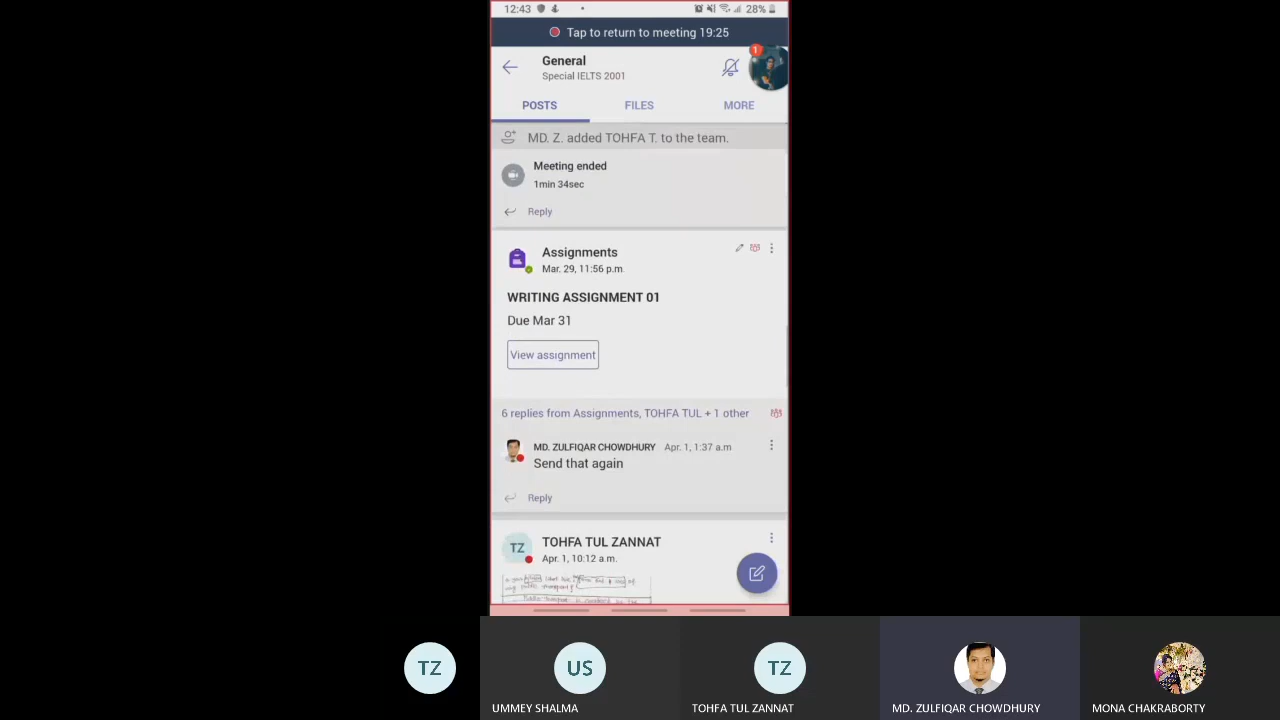 12:43
28%
Tap to return to meeting 19:25
General
Special IELTS 2001
1
POSTS FILES MORE
MD. Z. added TOHFA T. to the team.
Meeting ended
1min 34sec
Reply
Assignments
Mar. 29, 11:56 p.m.
WRITING ASSIGNMENT 01
Due Mar 31
View assignment
6 replies from Assignments, TOHFA TUL + 1 other
MD. ZULFIQAR CHOWDHURY Apr. 1, 1:37 a.m
Send that again
Reply
TZ TOHFA TUL ZANNAT
Apr. 1, 10:12 a.m.
TZ US TZ
UMMEY SHALMA TOHFA TUL ZANNAT MD. ZULFIQAR CHOWDHURY MONA CHAKRABORTY